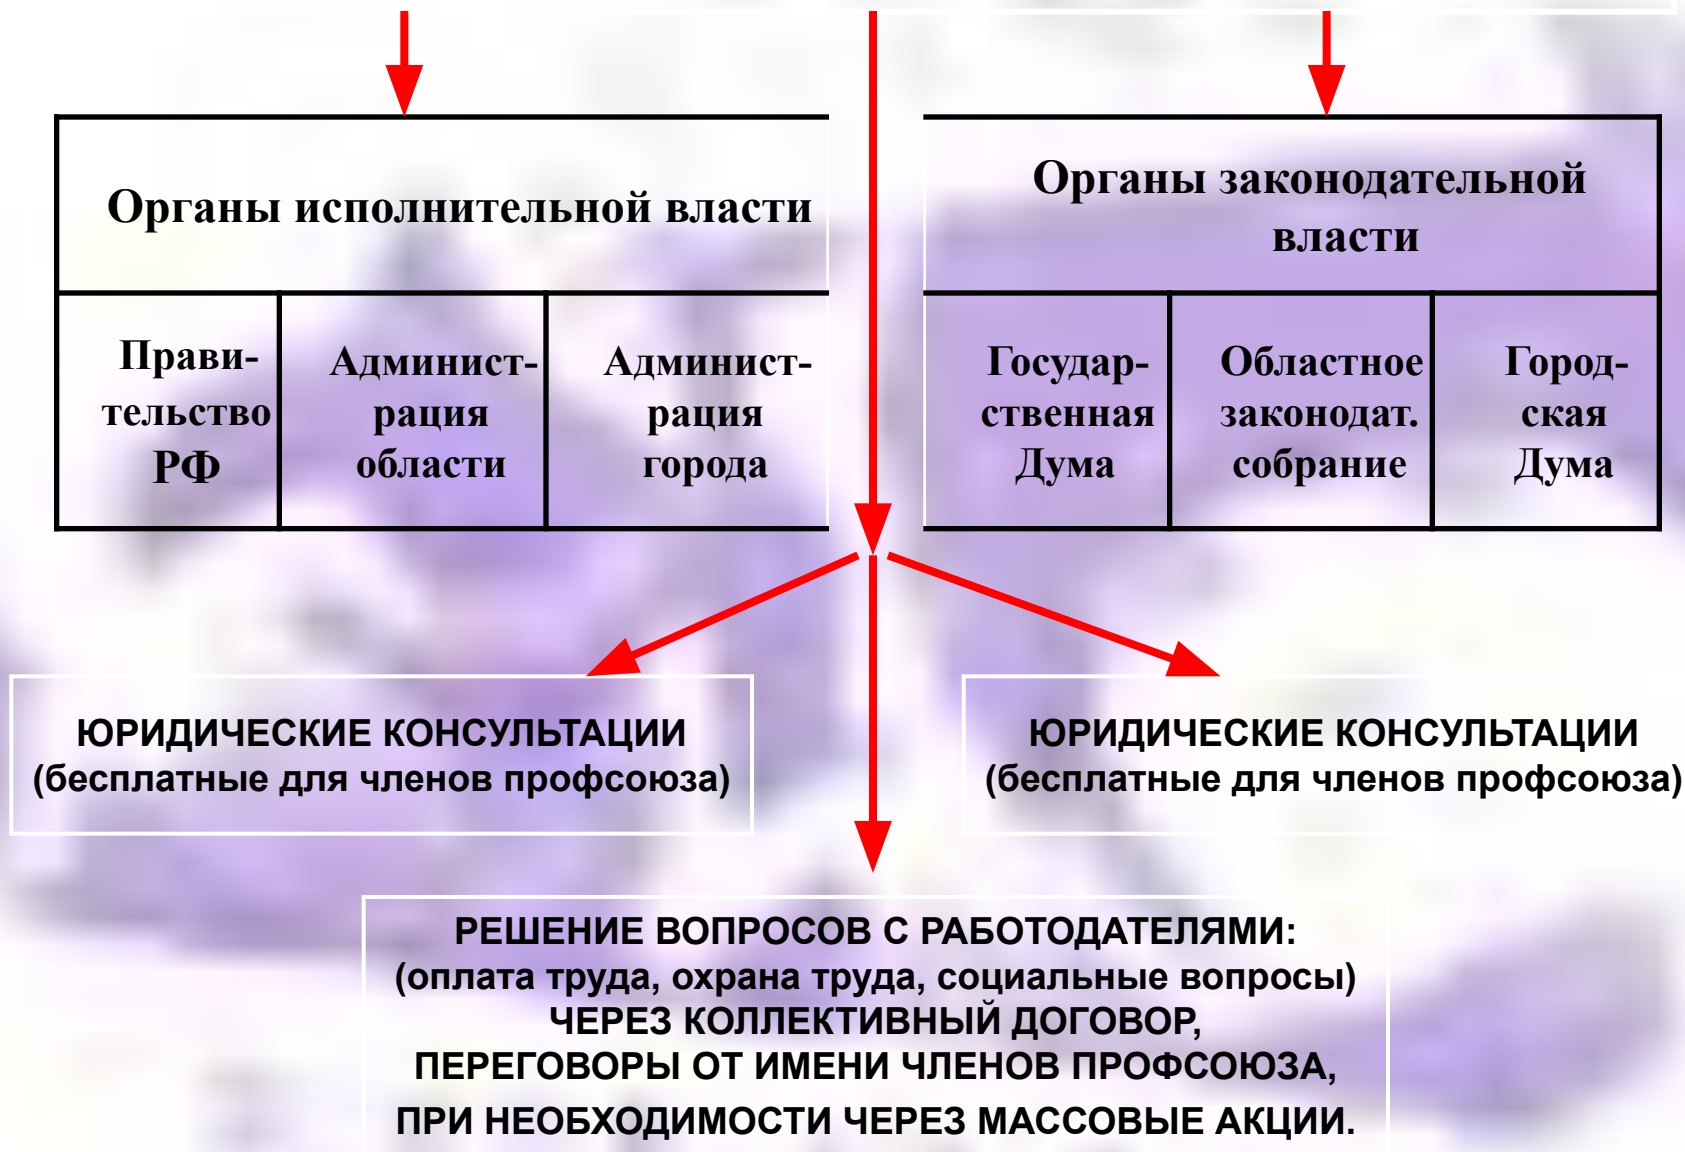 Органы исполнительной власти
Прави-
тельство
РФ
Админист-
рация
области
Админист-
рация
города
Органы законодательной
власти
Государ-
ственная
Дума
Областное
законодат.
собрание
Город-
ская
Дума
ЮРИДИЧЕСКИЕ КОНСУЛЬТАЦИИ
(бесплатные для членов профсоюза)
ЮРИДИЧЕСКИЕ КОНСУЛЬТАЦИИ
(бесплатные для членов профсоюза)
РЕШЕНИЕ ВОПРОСОВ С РАБОТОДАТЕЛЯМИ:
(оплата труда, охрана труда, социальные вопросы)
ЧЕРЕЗ КОЛЛЕКТИВНЫЙ ДОГОВОР,
ПЕРЕГОВОРЫ ОТ ИМЕНИ ЧЛЕНОВ ПРОФСОЮЗА,
ПРИ НЕОБХОДИМОСТИ ЧЕРЕЗ МАССОВЫЕ АКЦИИ.